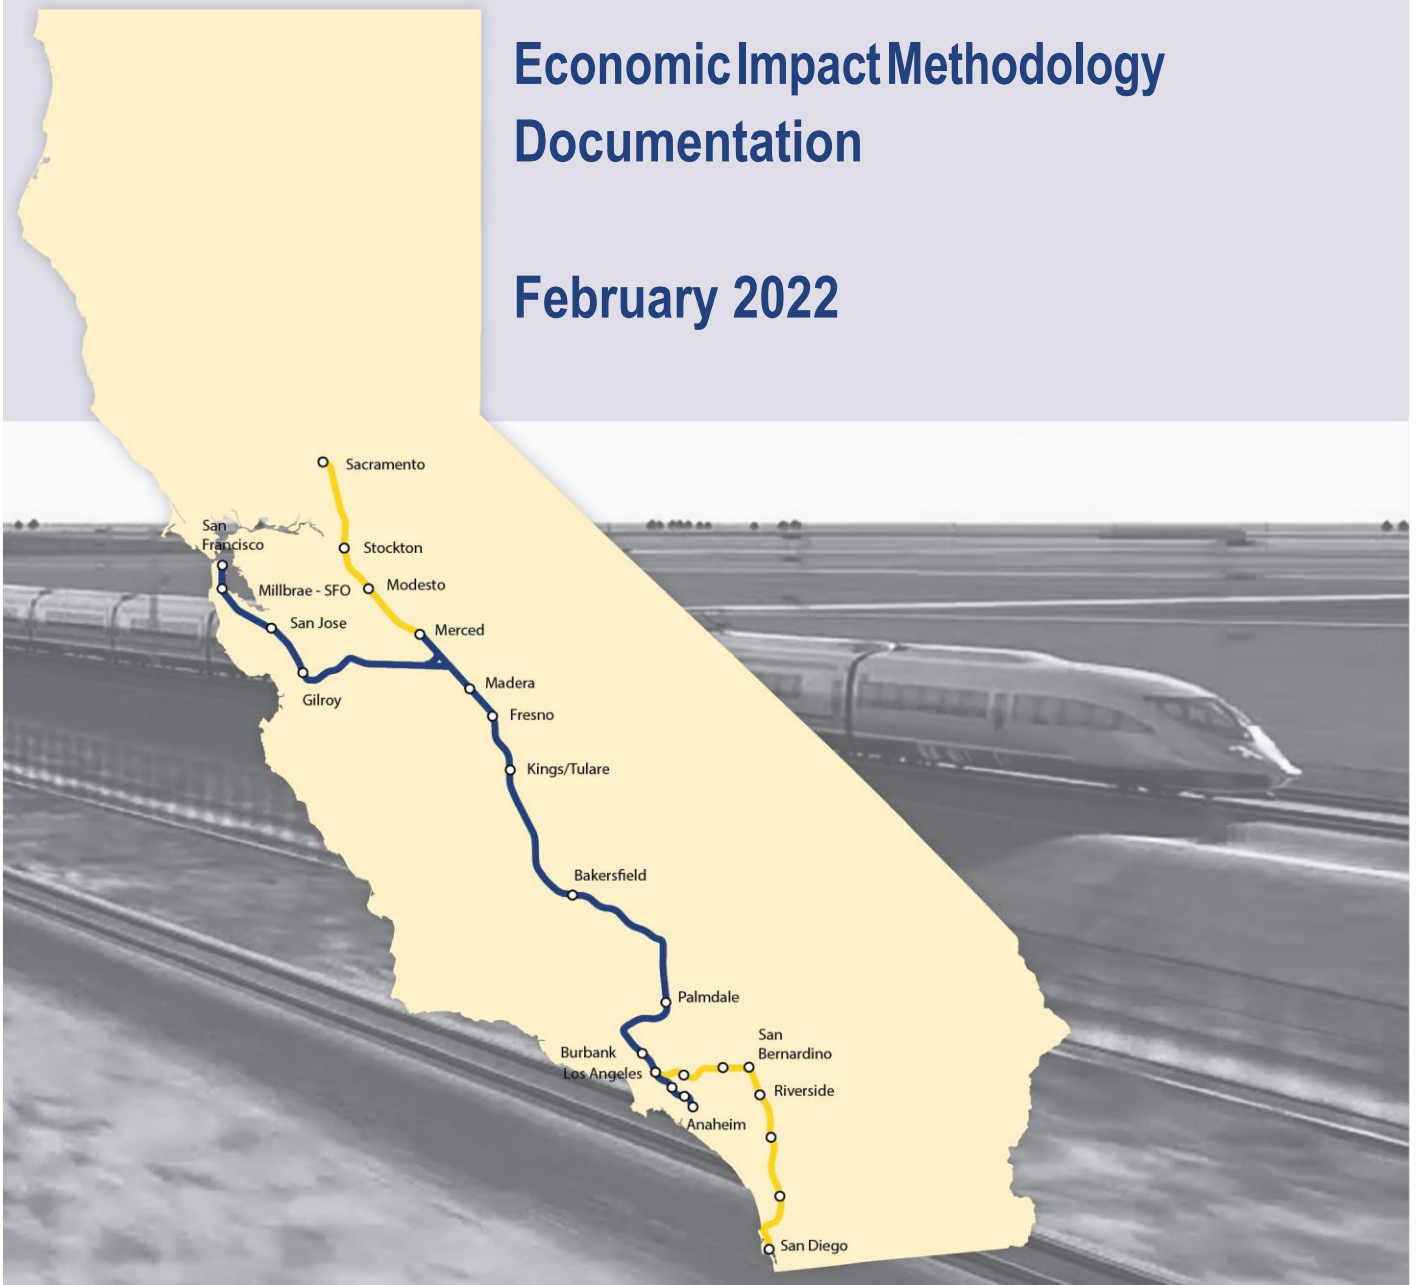 Economic Impact Methodology
Documentation
February 2022
Sacramento
San
Francisco
Stockton
Modesto
Millbrae - SFO
San Jose
Merced
Gilroy
Madera
Fresno
Kings/Tulare
Bakersfield
Palmdale
San
Bernardino
Burbank
Los Angeles
Riverside
Anaheim
San Diego